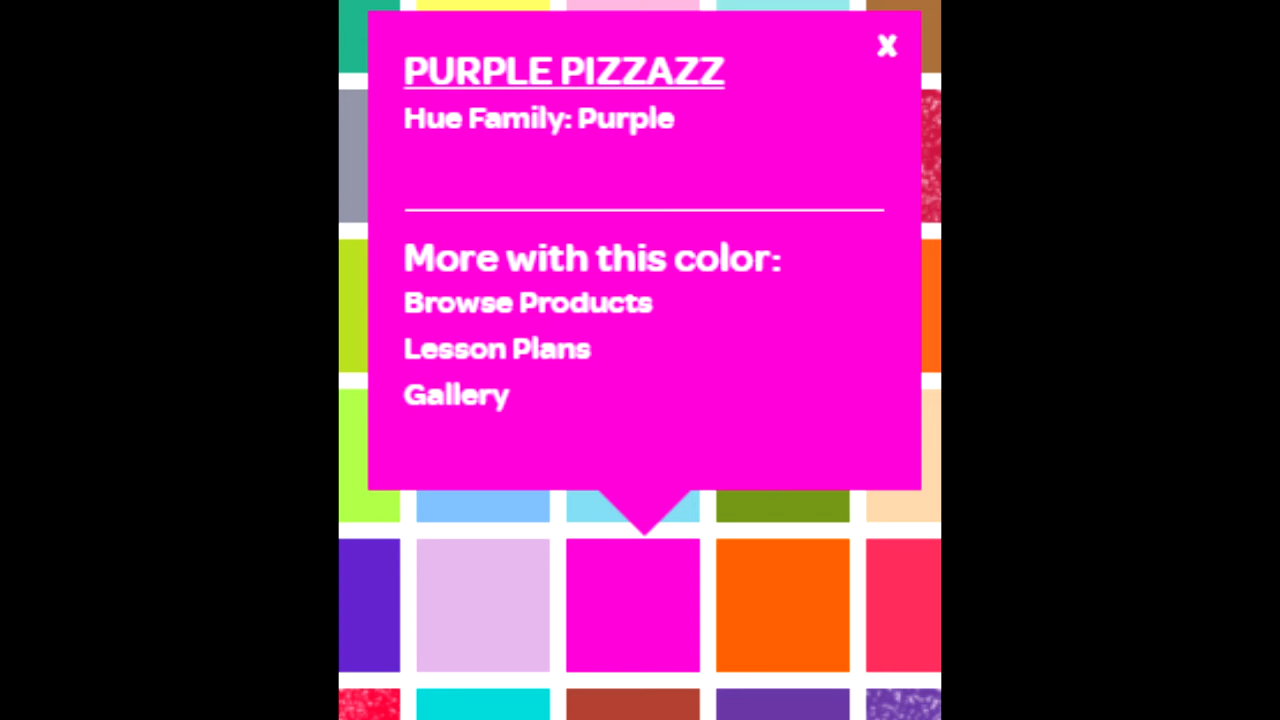 x
PURPLE PIZZAZZ
Hue Family: Purple
More with this color:
Browse Products
Lesson Plans
Gallery